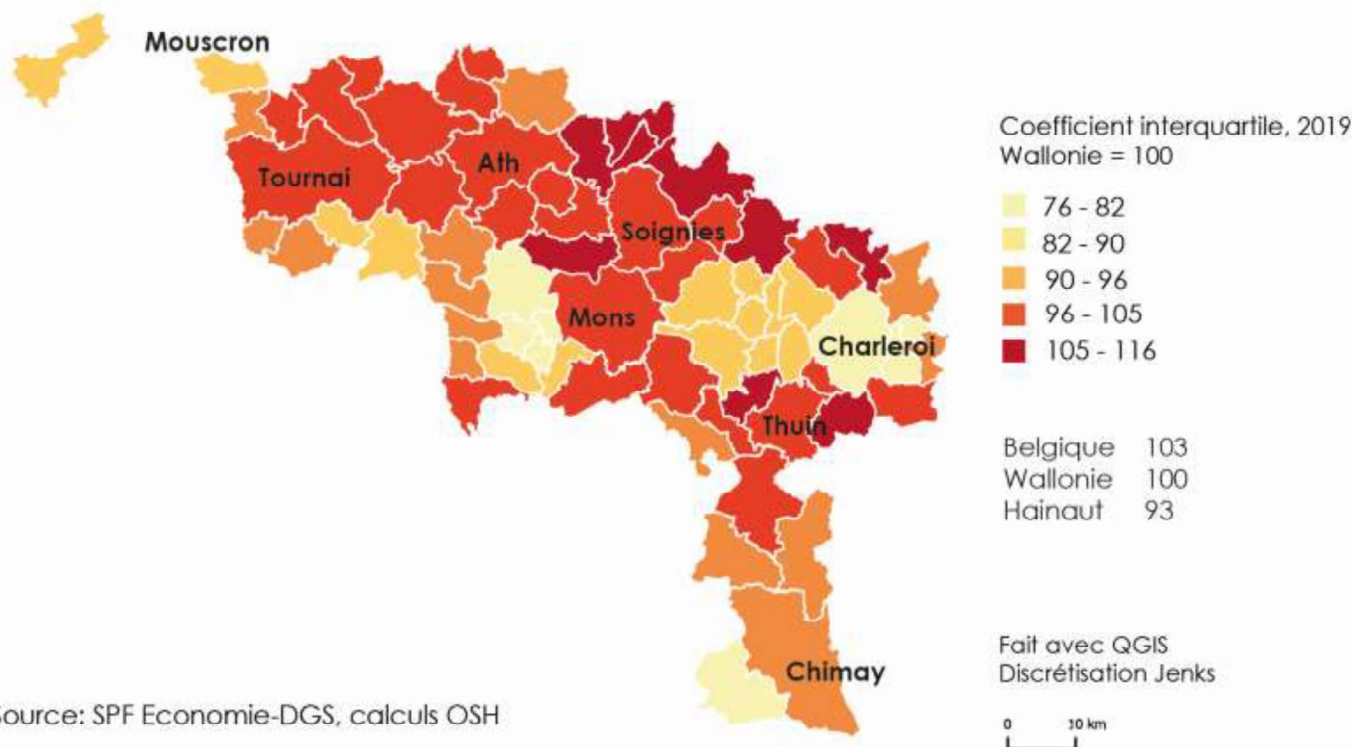 Mouscron
Coefficient interquartile, 2019
Wallonie = 100
Ath
Tournai
76 - 82
Soignies
82 - 90
90 - 96
Mons
96 - 105
Charleroi
105 - 116
Thuin
Belgique 103
Wallonie 100
Hainaut 93
Fait avec QGIS
Chimay
Discrétisation Jenks
Source: SPF Economie-DGS, calculs OSH
0 10 km